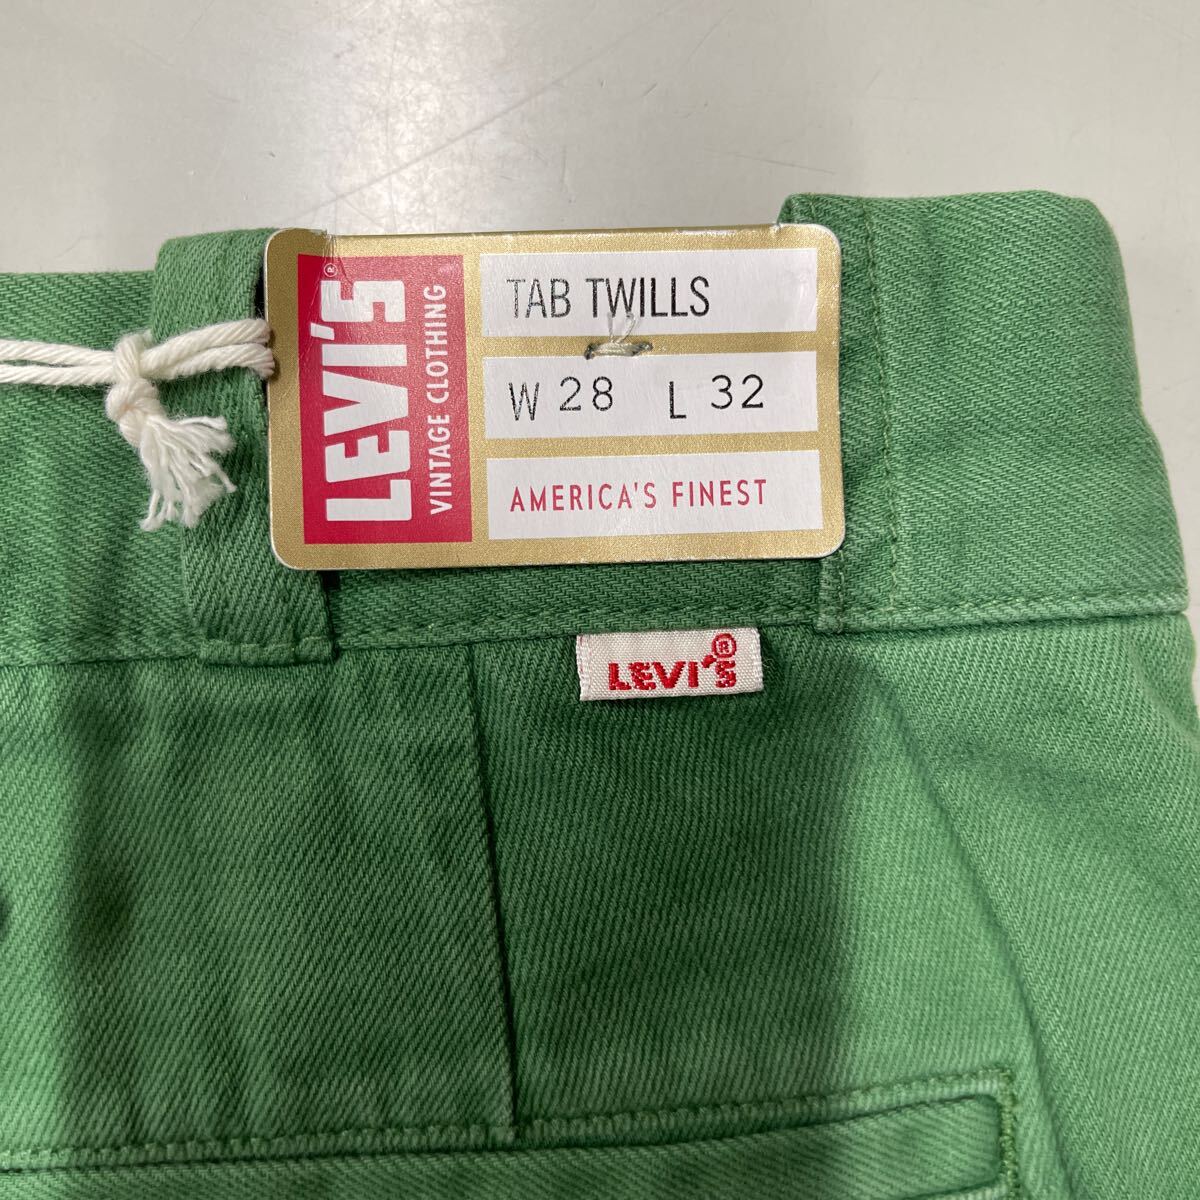 LEVI'S®
VINTAGE CLOTHING
TAB TWILLS
W 28 L 32
AMERICA'S FINEST
LEVI'S®